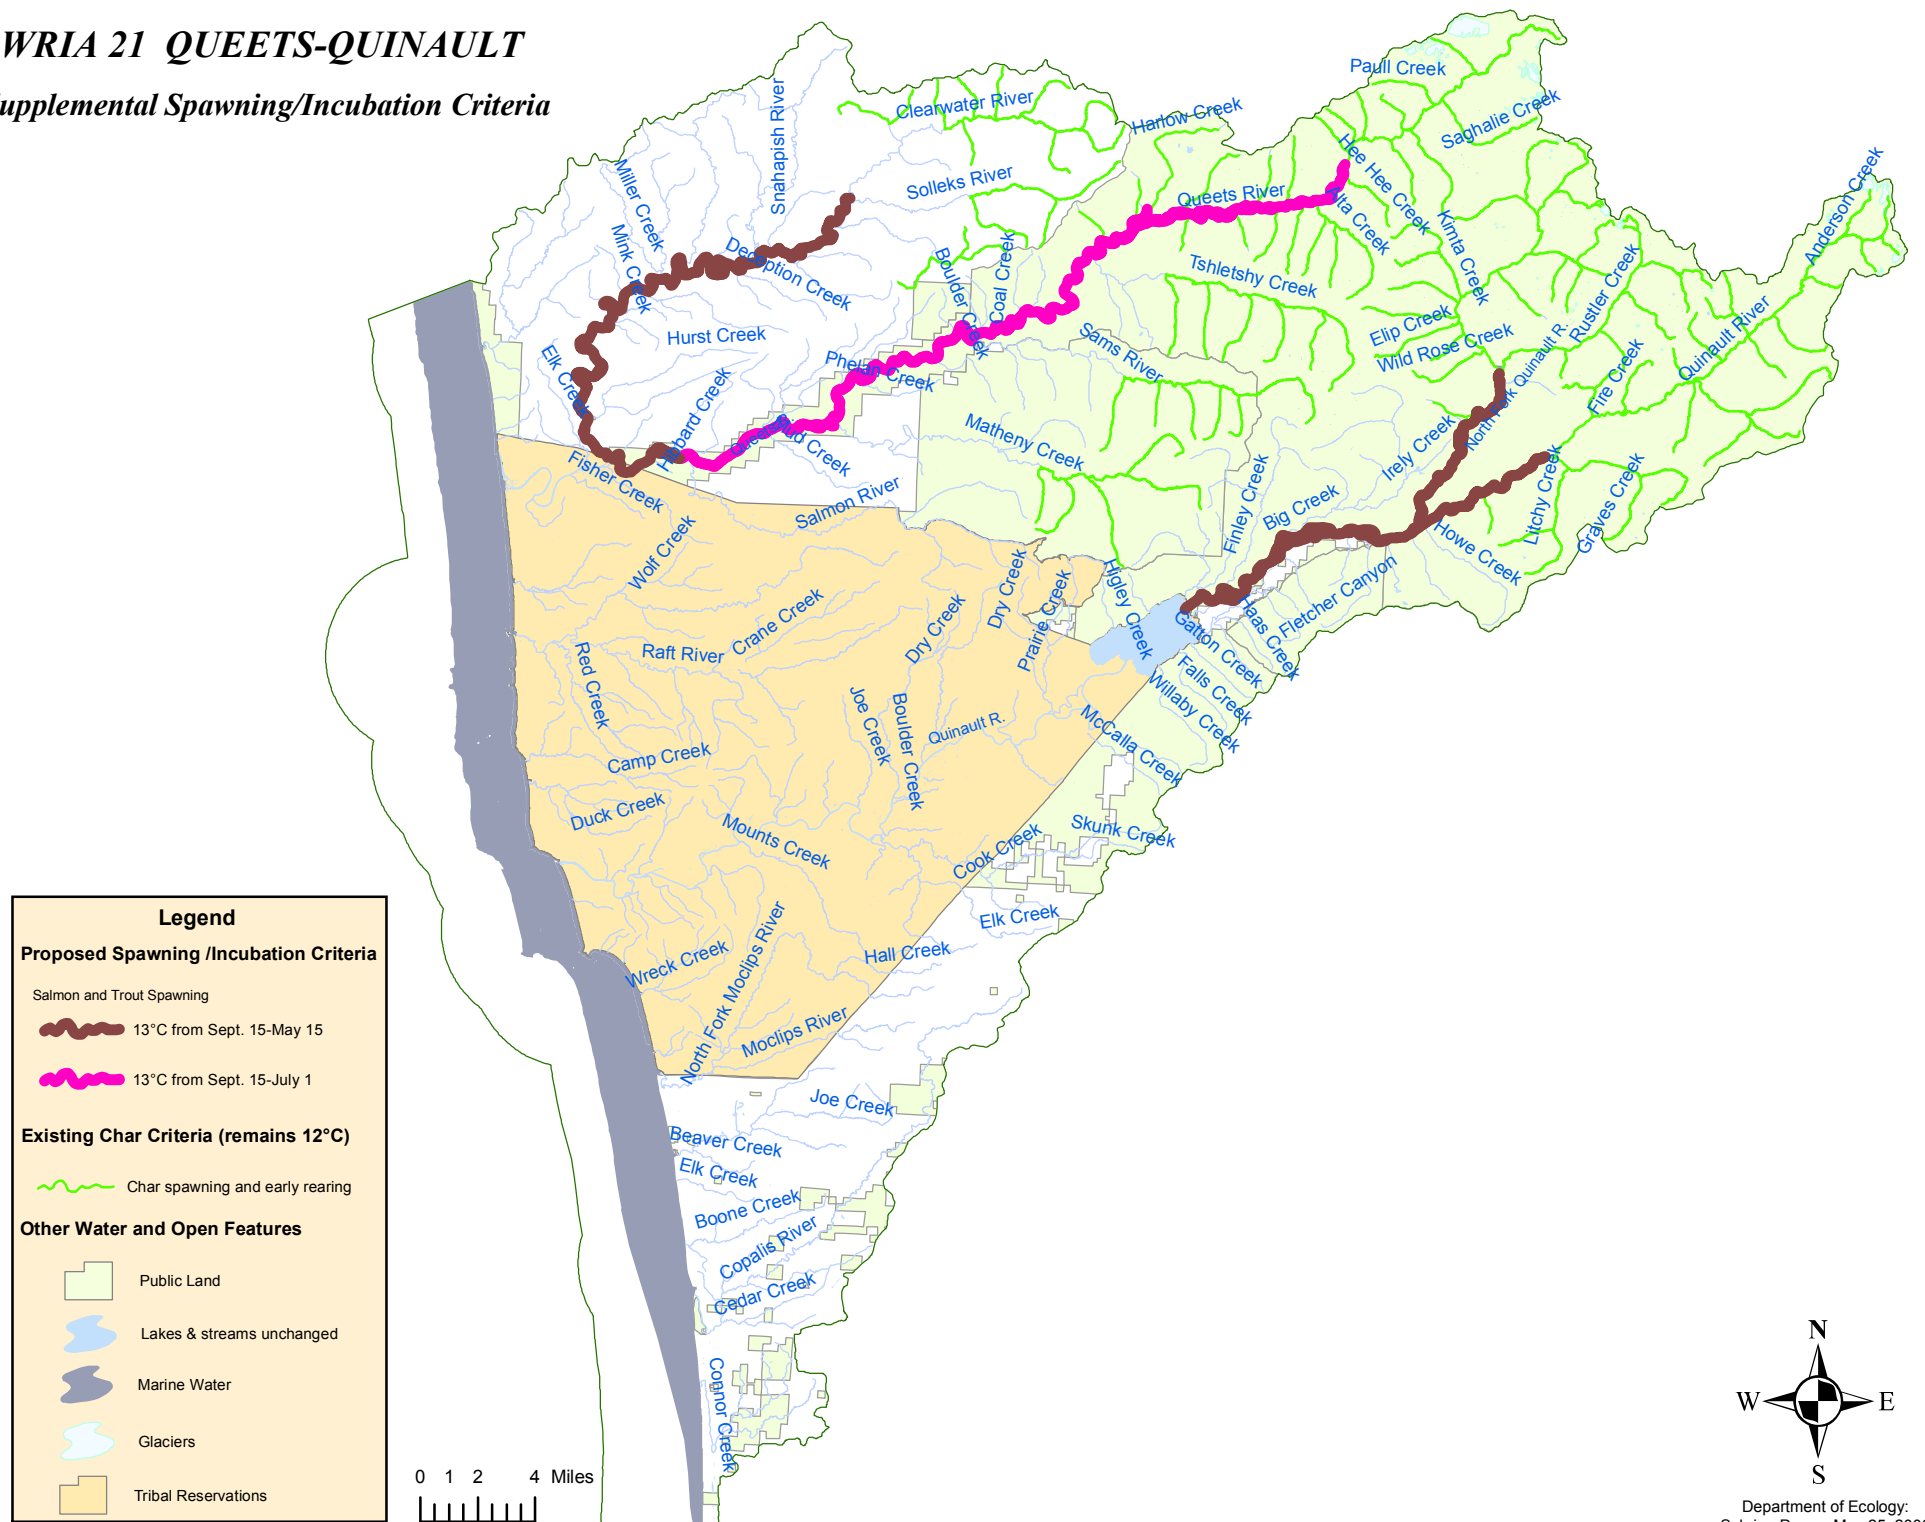 WRIA 21 QUEETS-QUINAULT
upplemental Spawning/Incubation Criteria
Paull Creek
Clearwater River
Harlow Creek
Saghalie Creek
Snahapish River
Miller Creek
Solleks River
Hee Hee Creek
Queets River
Alta Creek
Anderson Creek
Mink Creek
Deception Creek
Boulder Creek
Coal Creek
Kimta Creek
Tshletshy Creek
Rustler Creek
Hurst Creek
Elip Creek
Wild Rose Creek
Quinault River
Elk Creek
Phelan Creek
Sams River
North Fork Quinault R.
Fire Creek
Hibbard Creek
Queets R.
Mud Creek
Matheny Creek
Irely Creek
Fisher Creek
Salmon River
Finley Creek
Big Creek
Litchy Creek
Graves Creek
Howe Creek
Wolf Creek
Dry Creek
Dry Creek
Prairie Creek
Higley Creek
Fletcher Canyon
Haas Creek
Gatton Creek
Falls Creek
Willaby Creek
Crane Creek
Raft River
Red Creek
Joe Creek
Boulder Creek
Quinault R.
McCalla Creek
Camp Creek
Duck Creek
Mounts Creek
Cook Creek
Skunk Creek
Elk Creek
Hall Creek
Wreck Creek
North Fork Moclips River
Moclips River
Joe Creek
Beaver Creek
Elk Creek
Boone Creek
Copalis River
Cedar Creek
Connor Creek
Legend
Proposed Spawning /Incubation Criteria
Salmon and Trout Spawning
13°C from Sept. 15-May 15
13°C from Sept. 15-July 1
Existing Char Criteria (remains 12°C)
Char spawning and early rearing
Other Water and Open Features
Public Land
Lakes & streams unchanged
Marine Water
Glaciers
Tribal Reservations
0 1 2 4 Miles
N
W E
S
Department of Ecology: